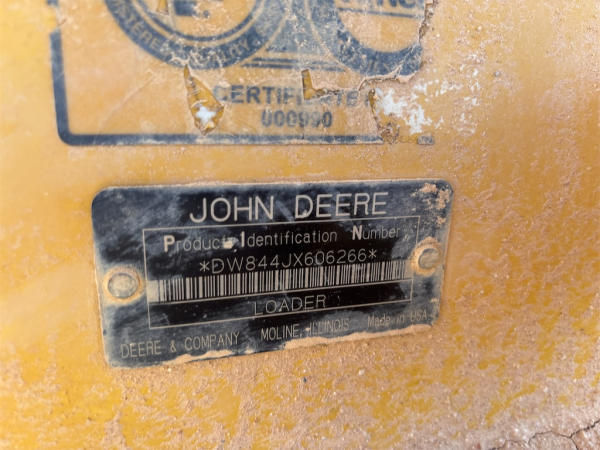 CERTIFICATE
000990
JOHN DEERE
Product Identification Number
*DW844JX606266*
LOADER
DEERE & COMPANY MOLINE, ILLINOIS Made in USA